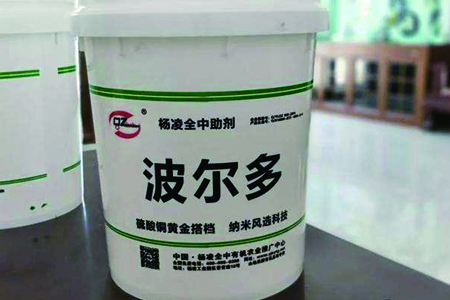 QZ
®
杨凌全中助剂
波尔多
硫酸铜黄金搭档 纳米风选科技
中国·杨凌全中有机农业推广中心